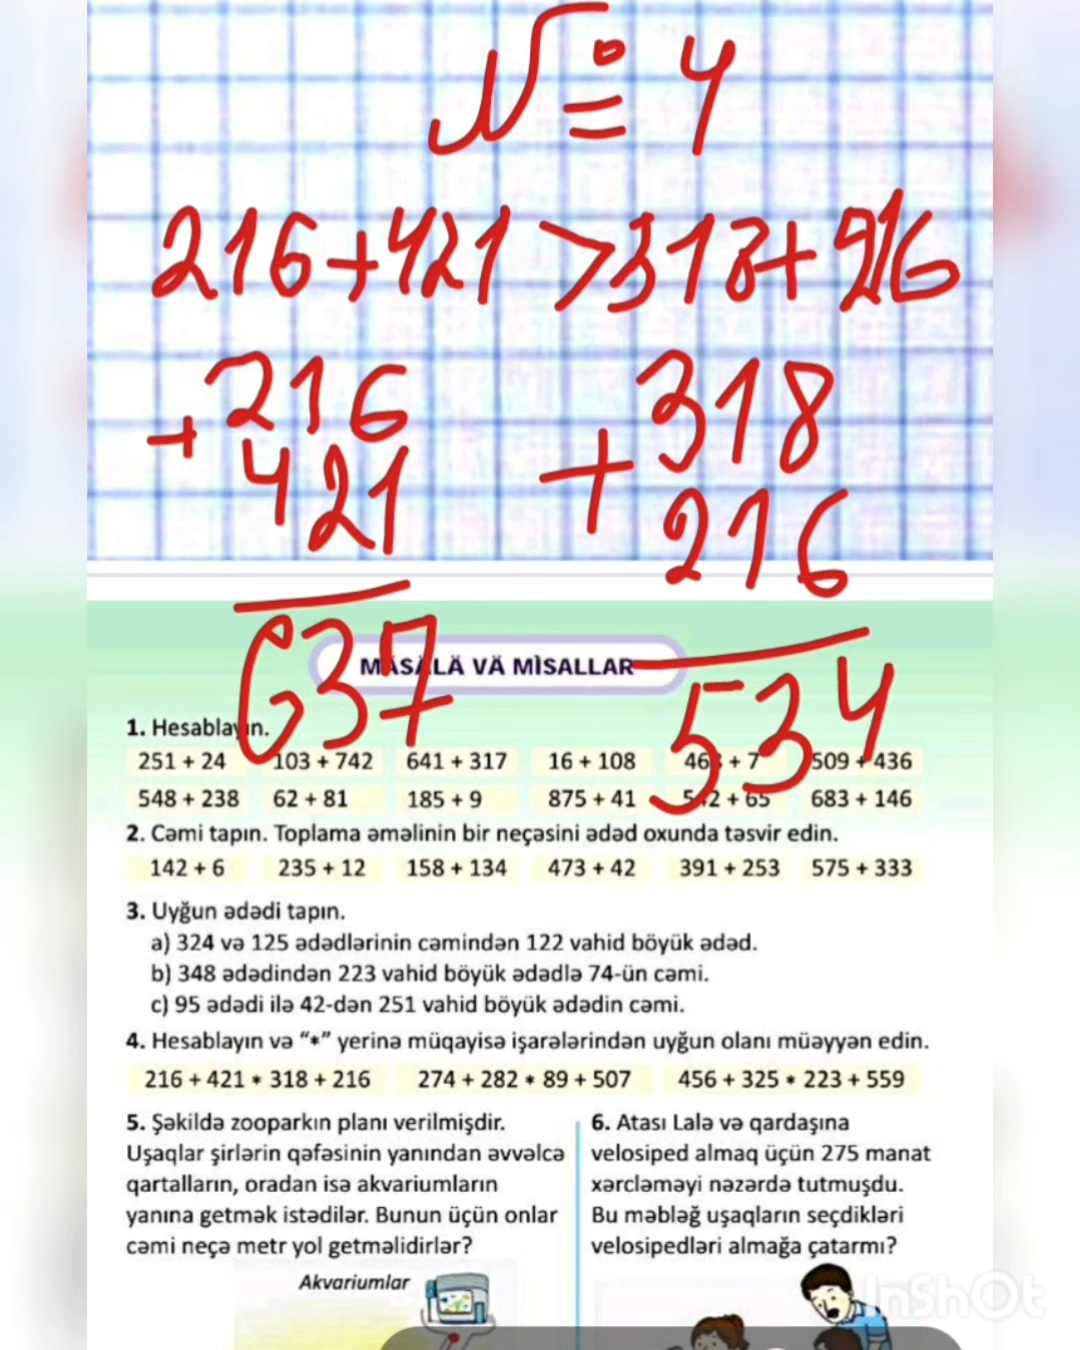 № 4
216+421>318+216
+216
421
637
+318
216
534
MÄSÄLÄ VÄ MİSALLAR
1. Hesablayın.
251 + 24 103 + 742 641 + 317 16 + 108 + 7 509 + 436
548 + 238 62 + 81 185 + 9 875 + 41 + 65 683 + 146
2. Cəmi tapın. Toplama əməlinin bir neçəsini ədəd oxunda təsvir edin.
142 + 6 235 + 12 158 + 134 473 + 42 391 + 253 575 + 333
3. Uyğun ədədi tapın.
a) 324 və 125 ədədlərinin cəmindən 122 vahid böyük ədəd.
b) 348 ədədindən 223 vahid böyük ədədlə 74-ün cəmi.
c) 95 ədədi ilə 42-dən 251 vahid böyük ədədin cəmi.
4. Hesablayın və “*” yerinə müqayisə işarələrindən uyğun olanı müəyyən edin.
216 + 421 * 318 + 216 274 + 282 * 89 + 507 456 + 325 * 223 + 559
5. Şəkildə zooparkın planı verilmişdir.
Uşaqlar şirlərin qəfəsinin yanından əvvəlcə
qartalların, oradan isə akvariumların
yanına getmək istədilər. Bunun üçün onlar
cəmi neçə metr yol getməlidirlər?
Akvariumlar
6. Atası Lalə və qardaşına
velosiped almaq üçün 275 manat
xərcləməyi nəzərdə tutmuşdu.
Bu məbləğ uşaqların seçdikləri
velosipedləri almağa çatarmı?
InShOt